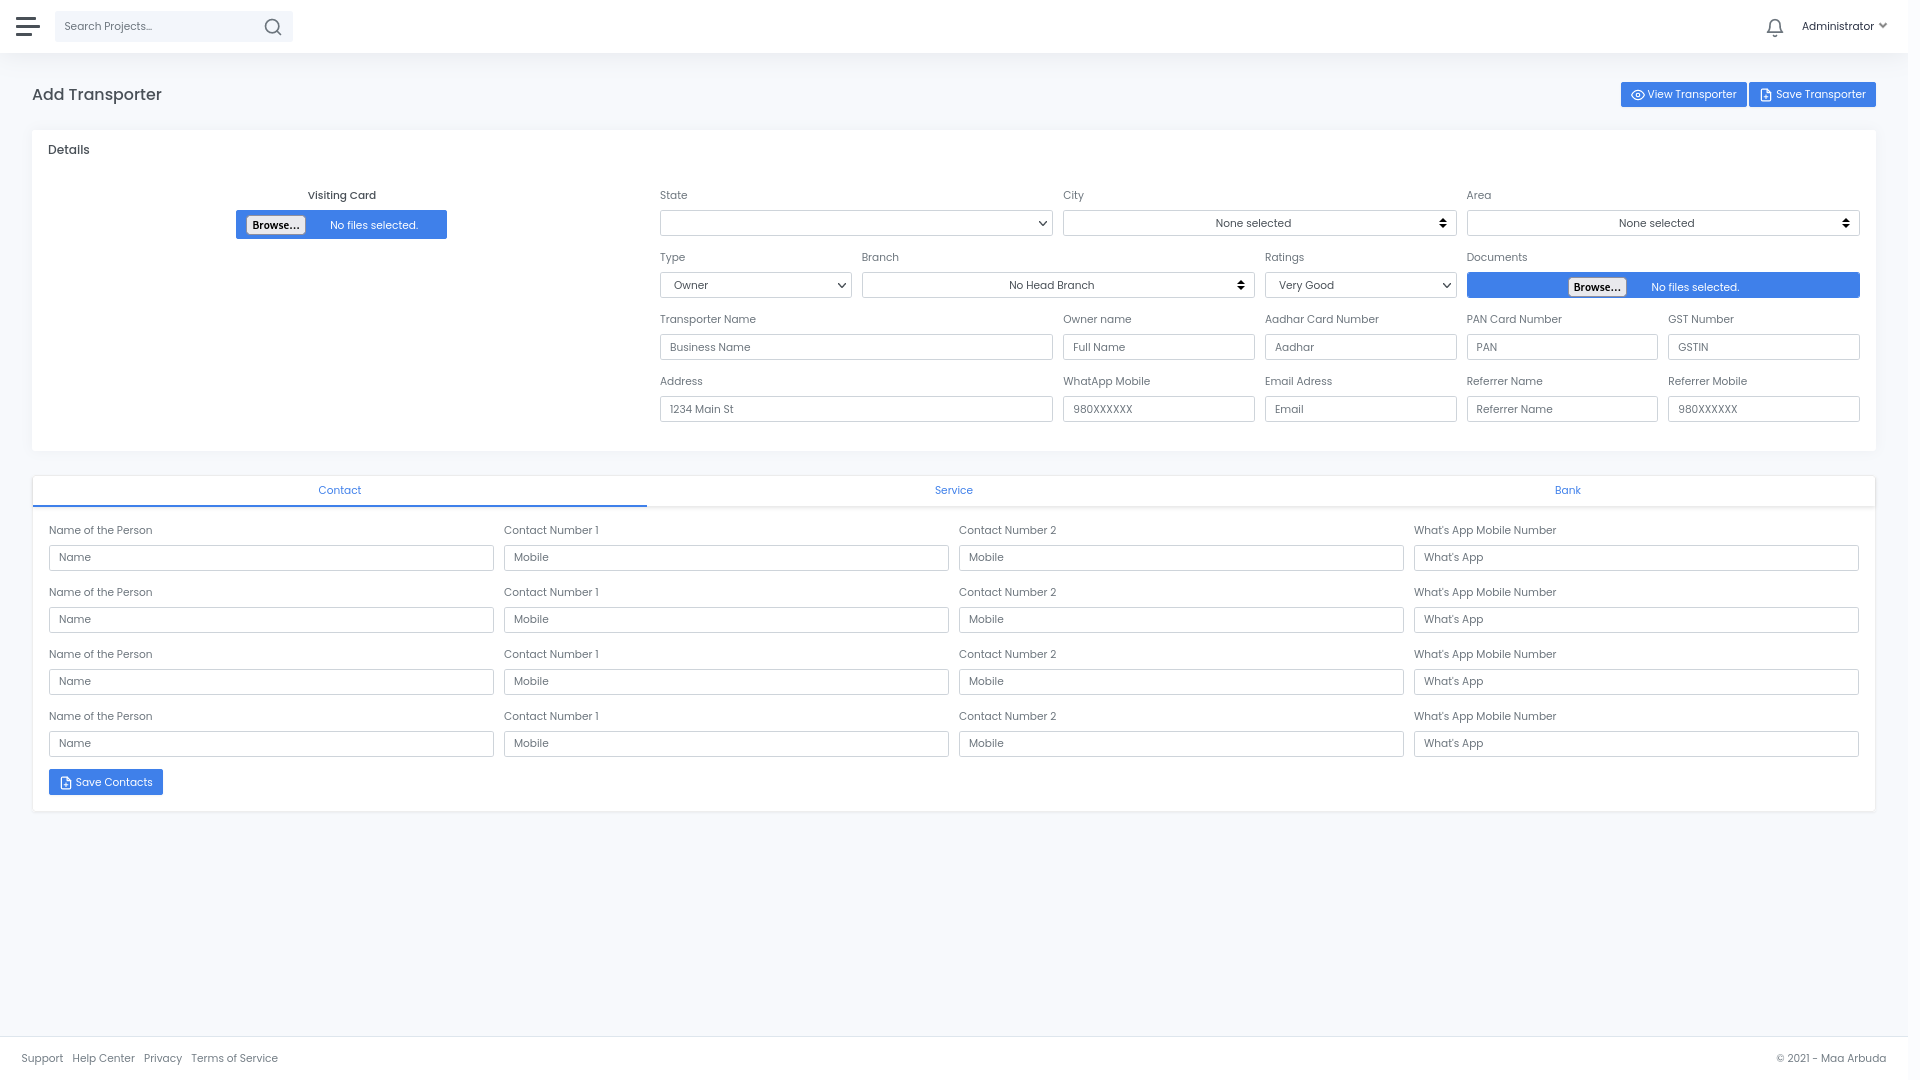 Search Projects...
Administrator
Add Transporter
View Transporter
Save Transporter
Details
Visiting Card
Browse... No files selected.
State
City
Area
None selected
None selected
Type
Branch
Ratings
Documents
Owner
No Head Branch
Very Good
Browse... No files selected.
Transporter Name
Owner name
Aadhar Card Number
PAN Card Number
GST Number
Business Name
Full Name
Aadhar
PAN
GSTIN
Address
WhatApp Mobile
Email Adress
Referrer Name
Referrer Mobile
1234 Main St
980XXXXXX
Email
Referrer Name
980XXXXXX
Contact
Service
Bank
Name of the Person
Contact Number 1
Contact Number 2
What's App Mobile Number
Name
Mobile
Mobile
What's App
Name of the Person
Contact Number 1
Contact Number 2
What's App Mobile Number
Name
Mobile
Mobile
What's App
Name of the Person
Contact Number 1
Contact Number 2
What's App Mobile Number
Name
Mobile
Mobile
What's App
Name of the Person
Contact Number 1
Contact Number 2
What's App Mobile Number
Name
Mobile
Mobile
What's App
Save Contacts
Support Help Center Privacy Terms of Service
© 2021 - Maa Arbuda